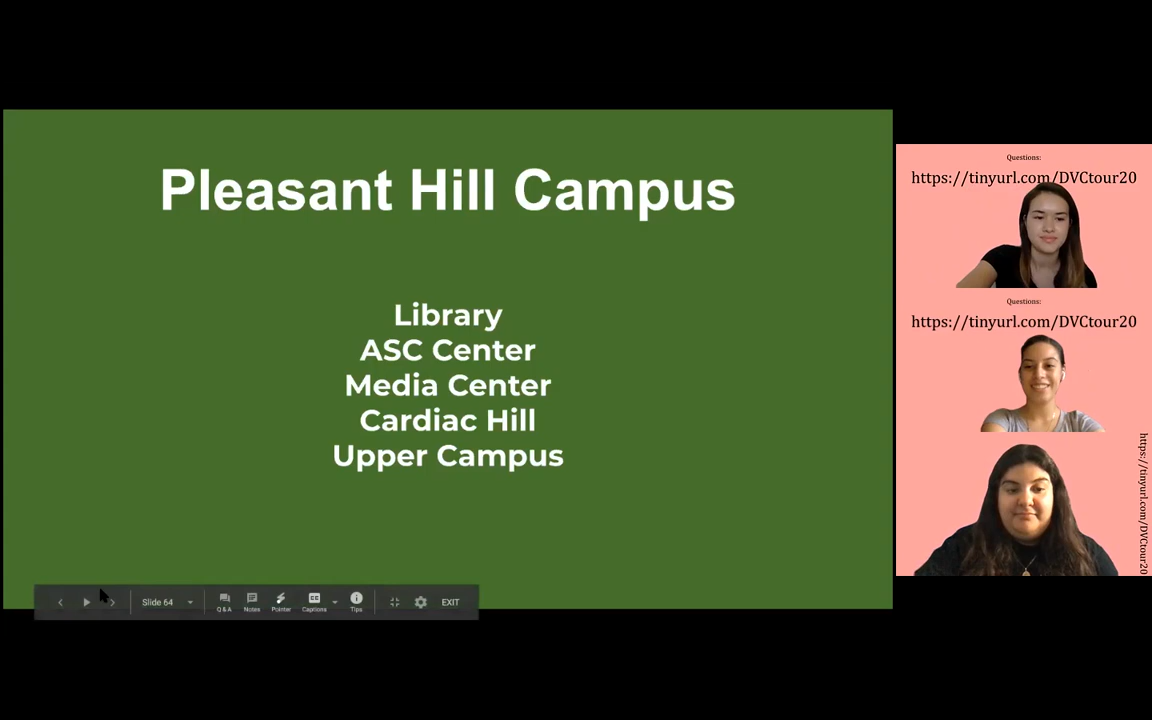 Pleasant Hill Campus
Library
ASC Center
Media Center
Cardiac Hill
Upper Campus
Slide 64
Q & A
Notes
Pointer
Captions
Tips
EXIT
Questions:
https://tinyurl.com/DVCtour20
Questions:
https://tinyurl.com/DVCtour20
https://tinyurl.com/DVCtour20